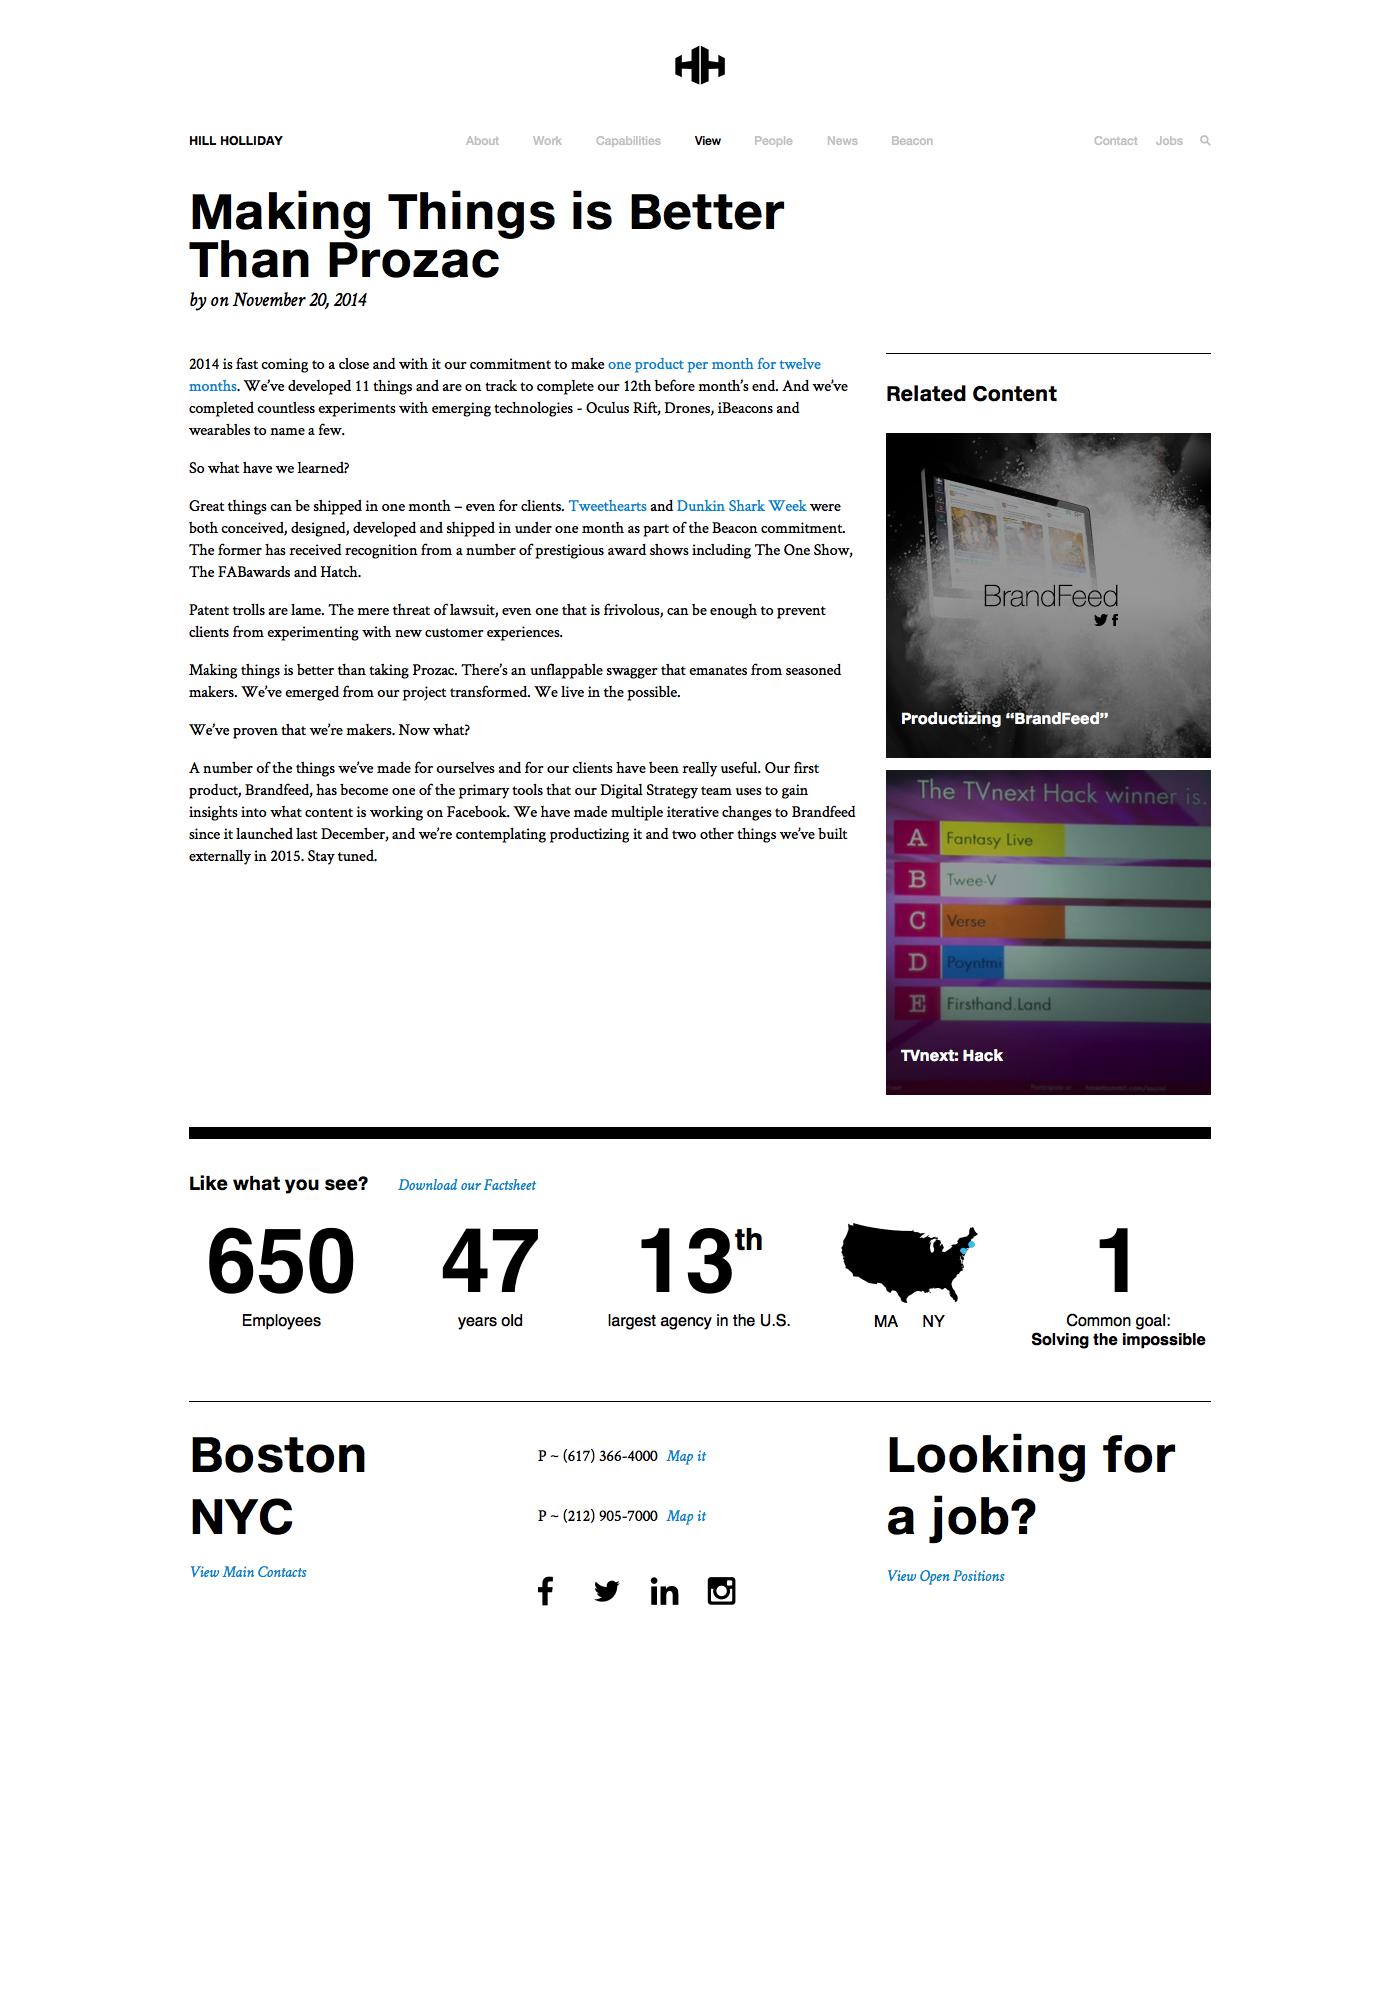 HILL HOLLIDAY
About Work Capabilities View People News Beacon
Contact Jobs
Making Things is Better
Than Prozac
by on November 20, 2014
2014 is fast coming to a close and with it our commitment to make one product per month for twelve
months. We’ve developed 11 things and are on track to complete our 12th before month’s end. And we’ve
completed countless experiments with emerging technologies - Oculus Rift, Drones, iBeacons and
wearables to name a few.
So what have we learned?
Great things can be shipped in one month – even for clients. Tweethearts and Dunkin Shark Week were
both conceived, designed, developed and shipped in under one month as part of the Beacon commitment.
The former has received recognition from a number of prestigious award shows including The One Show,
The FABawards and Hatch.
Patent trolls are lame. The mere threat of lawsuit, even one that is frivolous, can be enough to prevent
clients from experimenting with new customer experiences.
Making things is better than taking Prozac. There’s an unflappable swagger that emanates from seasoned
makers. We’ve emerged from our project transformed. We live in the possible.
We’ve proven that we’re makers. Now what?
A number of the things we’ve made for ourselves and for our clients have been really useful. Our first
product, Brandfeed, has become one of the primary tools that our Digital Strategy team uses to gain
insights into what content is working on Facebook. We have made multiple iterative changes to Brandfeed
since it launched last December, and we’re contemplating productizing it and two other things we’ve built
externally in 2015. Stay tuned.
Related Content
BrandFeed
Productizing “BrandFeed”
The TVnext Hack winner is.
A Fantasy Live
B Twee-V
C Verse
D Poyntmi
E Firsthand.Land
TVnext: Hack
Like what you see? Download our Factsheet
650
Employees
47
years old
13th
largest agency in the U.S.
MA NY
1
Common goal:
Solving the impossible
Boston
NYC
View Main Contacts
P ~ (617) 366-4000 Map it
P ~ (212) 905-7000 Map it
Looking for
a job?
View Open Positions